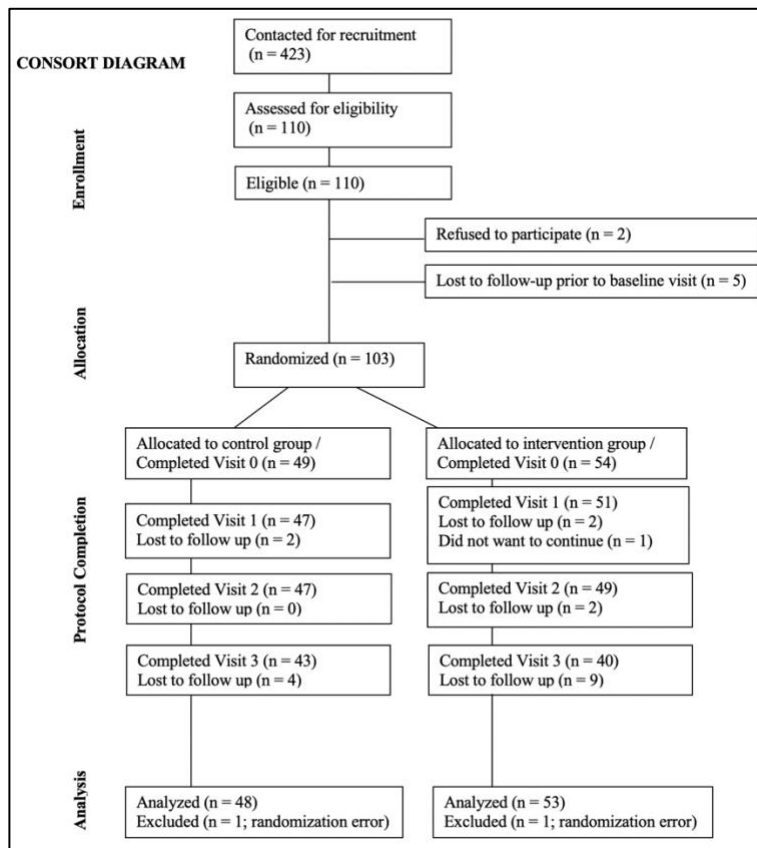 Contacted for recruitment
(n = 423)
CONSORT DIAGRAM
Assessed for eligibility
(n = 110)
Enrollment
Eligible (n = 110)
Refused to participate (n = 2)
Lost to follow-up prior to baseline visit (n = 5)
Allocation
Randomized (n = 103)
Allocated to control group /
Completed Visit 0 (n = 49)
Allocated to intervention group /
Completed Visit 0 (n = 54)
Protocol Completion
Completed Visit 1 (n = 47)
Lost to follow up (n = 2)
Completed Visit 1 (n = 51)
Lost to follow up (n = 2)
Did not want to continue (n = 1)
Completed Visit 2 (n = 47)
Lost to follow up (n = 0)
Completed Visit 2 (n = 49)
Lost to follow up (n = 2)
Completed Visit 3 (n = 43)
Lost to follow up (n = 4)
Completed Visit 3 (n = 40)
Lost to follow up (n = 9)
Analysis
Analyzed (n = 48)
Excluded (n = 1; randomization error)
Analyzed (n = 53)
Excluded (n = 1; randomization error)